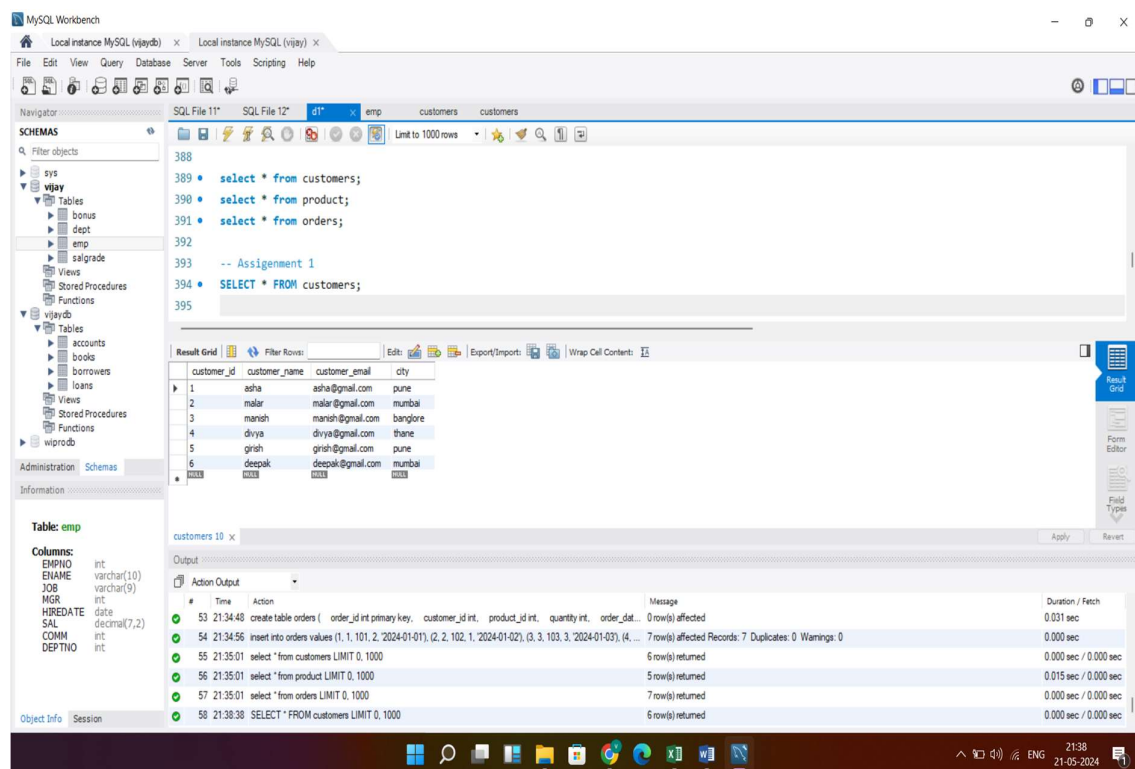 MySQL Workbench
Local instance MySQL (vijaydb) × Local instance MySQL (vijay) ×
File Edit View Query Database Server Tools Scripting Help
Navigator
SQL File 11* SQL File 12* d1* × emp customers customers
SCHEMAS
Limit to 1000 rows
Filter objects
sys
vijay
Tables
bonus
dept
emp
salgrade
Views
Stored Procedures
Functions
vijaydb
Tables
accounts
books
borrowers
loans
Views
Stored Procedures
Functions
wiprodb
Administration Schemas
Information
Table: emp
Columns:
EMPNO int
ENAME varchar(10)
JOB varchar(9)
MGR int
HIREDATE date
SAL decimal(7,2)
COMM int
DEPTNO int
Object Info Session
388
389 select * from customers;
390 select * from product;
391 select * from orders;
392
393 -- Assigenment 1
394 SELECT * FROM customers;
395
Result Grid Filter Rows: Edit: Export/Import: Wrap Cell Content:
customer_id customer_name customer_email city
1 asha asha@gmail.com pune
2 malar malar@gmail.com mumbai
3 manish manish@gmail.com banglore
4 divya divya@gmail.com thane
5 girish girish@gmail.com pune
6 deepak deepak@gmail.com mumbai
NULL NULL NULL NULL
Result Grid
Form Editor
Field Types
customers 10 × Apply Revert
Output
Action Output
# Time Action Message Duration / Fetch
53 21:34:48 create table orders ( order_id int primary key, customer_id int, product_id int, quantity int, order_dat... 0 row(s) affected 0.031 sec
54 21:34:56 insert into orders values (1, 1, 101, 2, '2024-01-01'), (2, 2, 102, 1, '2024-01-02'), (3, 3, 103, 3, '2024-01-03'), (4, ... 7 row(s) affected Records: 7 Duplicates: 0 Warnings: 0 0.000 sec
55 21:35:01 select * from customers LIMIT 0, 1000 6 row(s) returned 0.000 sec / 0.000 sec
56 21:35:01 select * from product LIMIT 0, 1000 5 row(s) returned 0.015 sec / 0.000 sec
57 21:35:01 select * from orders LIMIT 0, 1000 7 row(s) returned 0.000 sec / 0.000 sec
58 21:38:38 SELECT * FROM customers LIMIT 0, 1000 6 row(s) returned 0.000 sec / 0.000 sec
ENG 21:38
21-05-2024